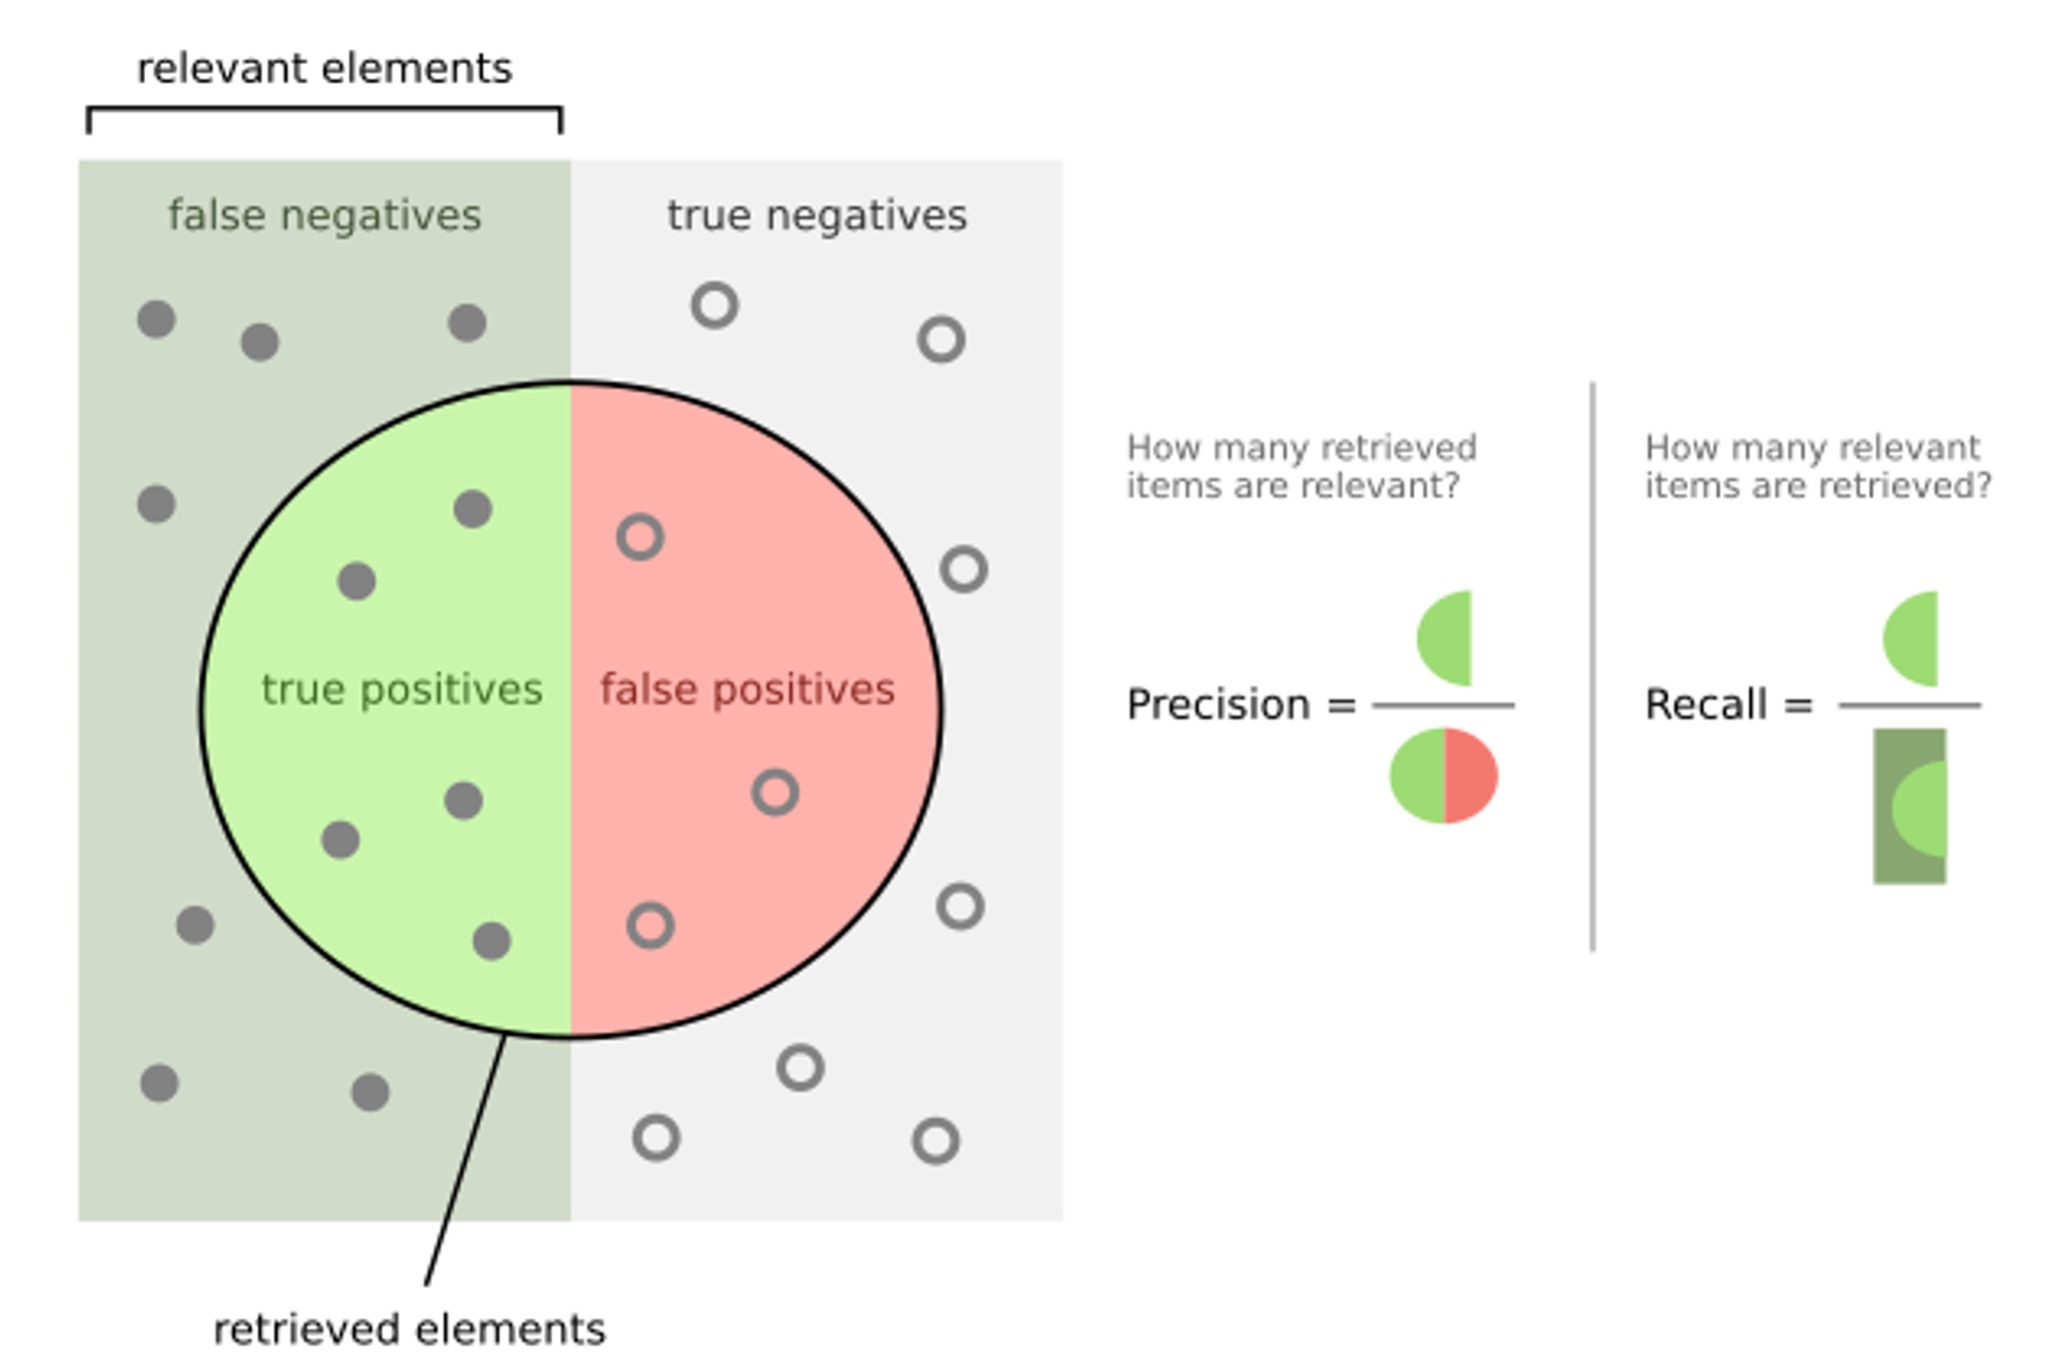 relevant elements
false negatives
true negatives
true positives
false positives
retrieved elements
How many retrieved
items are relevant?
Precision =
How many relevant
items are retrieved?
Recall =